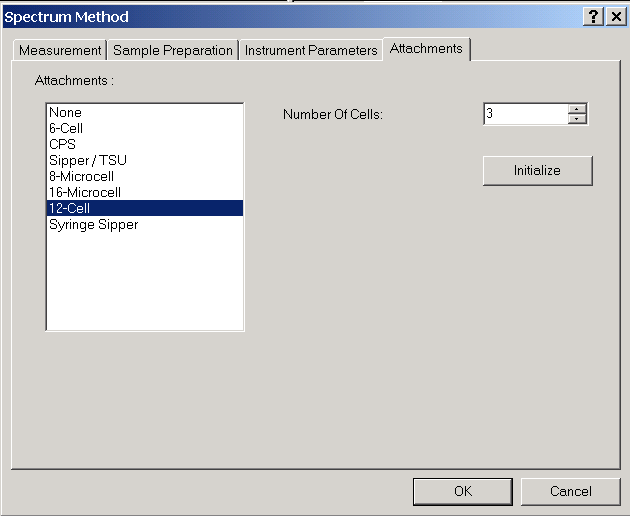 Spectrum Method
Measurement Sample Preparation Instrument Parameters Attachments
Attachments :
None
6-Cell
CPS
Sipper / TSU
8-Microcell
16-Microcell
12-Cell
Syringe Sipper
Number Of Cells: 3
Initialize
OK Cancel